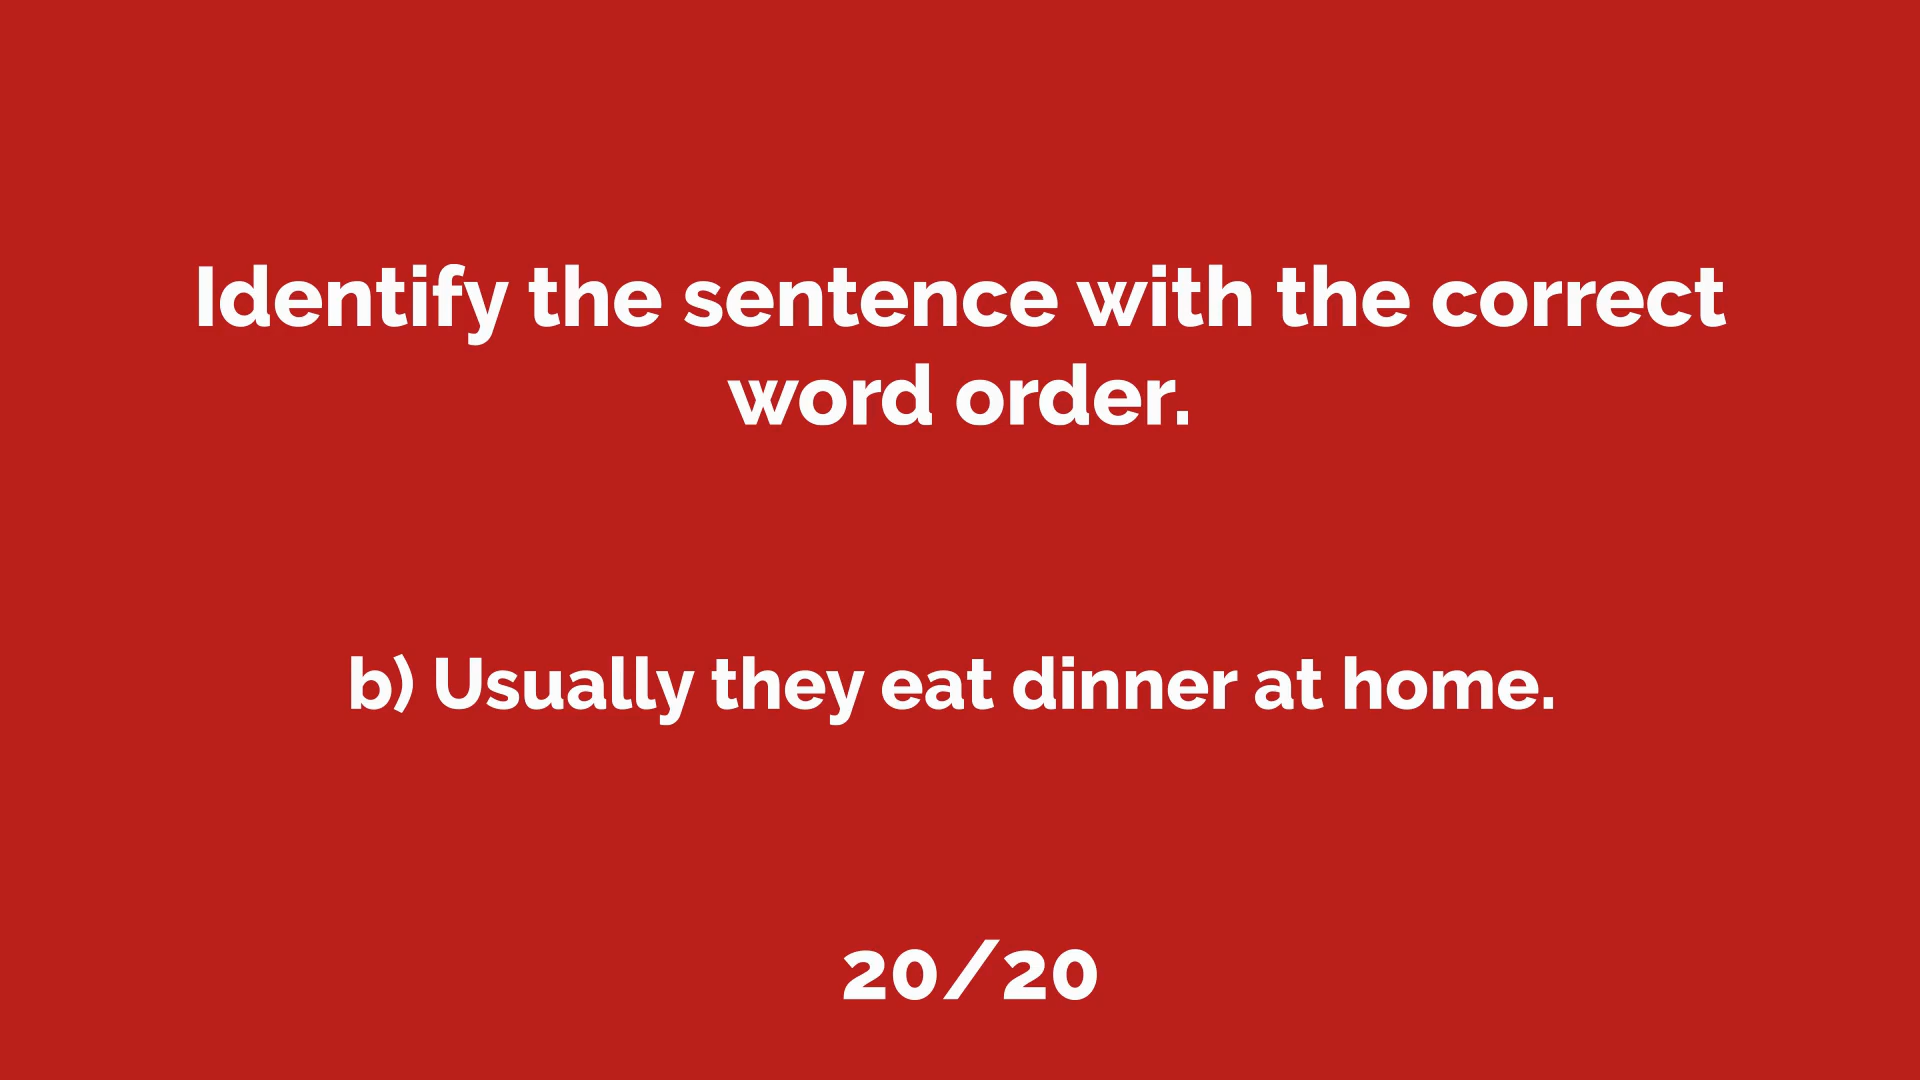 Identify the sentence with the correct
word order.
b) Usually they eat dinner at home.
20/20